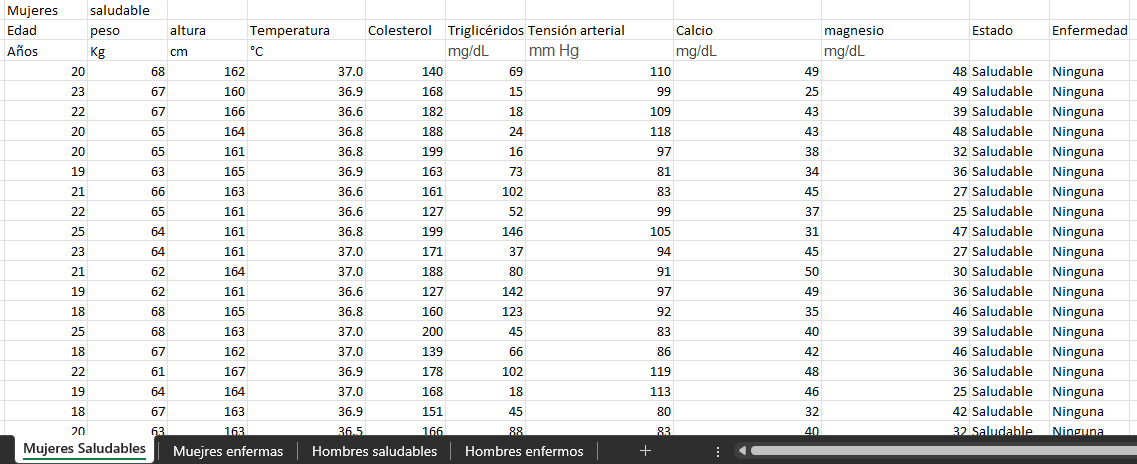 Mujeres saludable
Edad peso altura Temperatura Colesterol Triglicéridos Tensión arterial Calcio magnesio Estado Enfermedad
Años Kg cm °C mg/dL mm Hg mg/dL mg/dL
20 68 162 37.0 140 69 110 49 48 Saludable Ninguna
23 67 160 36.9 168 15 99 25 49 Saludable Ninguna
22 67 166 36.6 182 18 109 43 39 Saludable Ninguna
20 65 164 36.8 188 24 118 43 48 Saludable Ninguna
20 65 161 36.8 199 16 97 38 32 Saludable Ninguna
19 63 165 36.9 163 73 81 34 36 Saludable Ninguna
21 66 163 36.6 161 102 83 45 27 Saludable Ninguna
22 65 161 36.6 127 52 99 37 25 Saludable Ninguna
25 64 161 36.8 199 146 105 31 47 Saludable Ninguna
23 64 161 37.0 171 37 94 45 27 Saludable Ninguna
21 62 164 37.0 188 80 91 50 30 Saludable Ninguna
19 62 161 36.6 127 142 97 49 36 Saludable Ninguna
18 68 165 36.8 160 123 92 35 46 Saludable Ninguna
25 68 163 37.0 200 45 83 40 39 Saludable Ninguna
18 67 162 37.0 139 66 86 42 46 Saludable Ninguna
22 61 167 36.9 178 102 119 48 36 Saludable Ninguna
19 64 164 37.0 168 18 113 46 25 Saludable Ninguna
18 67 163 36.9 151 45 80 32 42 Saludable Ninguna
20 63 163 36.5 166 88 83 40 32 Saludable Ninguna
Mujeres Saludables Muejres enfermas Hombres saludables Hombres enfermos